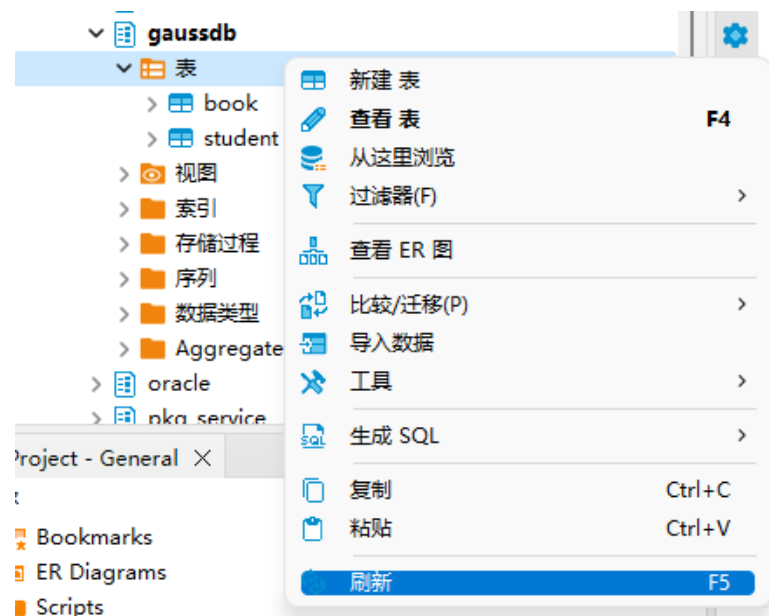 gaussdb
表
book
student
视图
索引
存储过程
序列
数据类型
Aggregate
oracle
pkg_service
新建 表
查看 表 F4
从这里浏览
过滤器(F)
查看 ER 图
比较/迁移(P)
导入数据
工具
生成 SQL
复制 Ctrl+C
粘贴 Ctrl+V
刷新 F5
Project - General
Bookmarks
ER Diagrams
Scripts